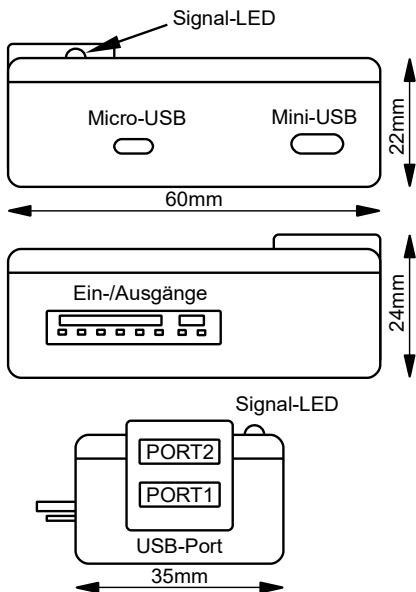 Signal-LED
Micro-USB
Mini-USB
22mm
60mm
Ein-/Ausgänge
24mm
Signal-LED
PORT2
PORT1
USB-Port
35mm